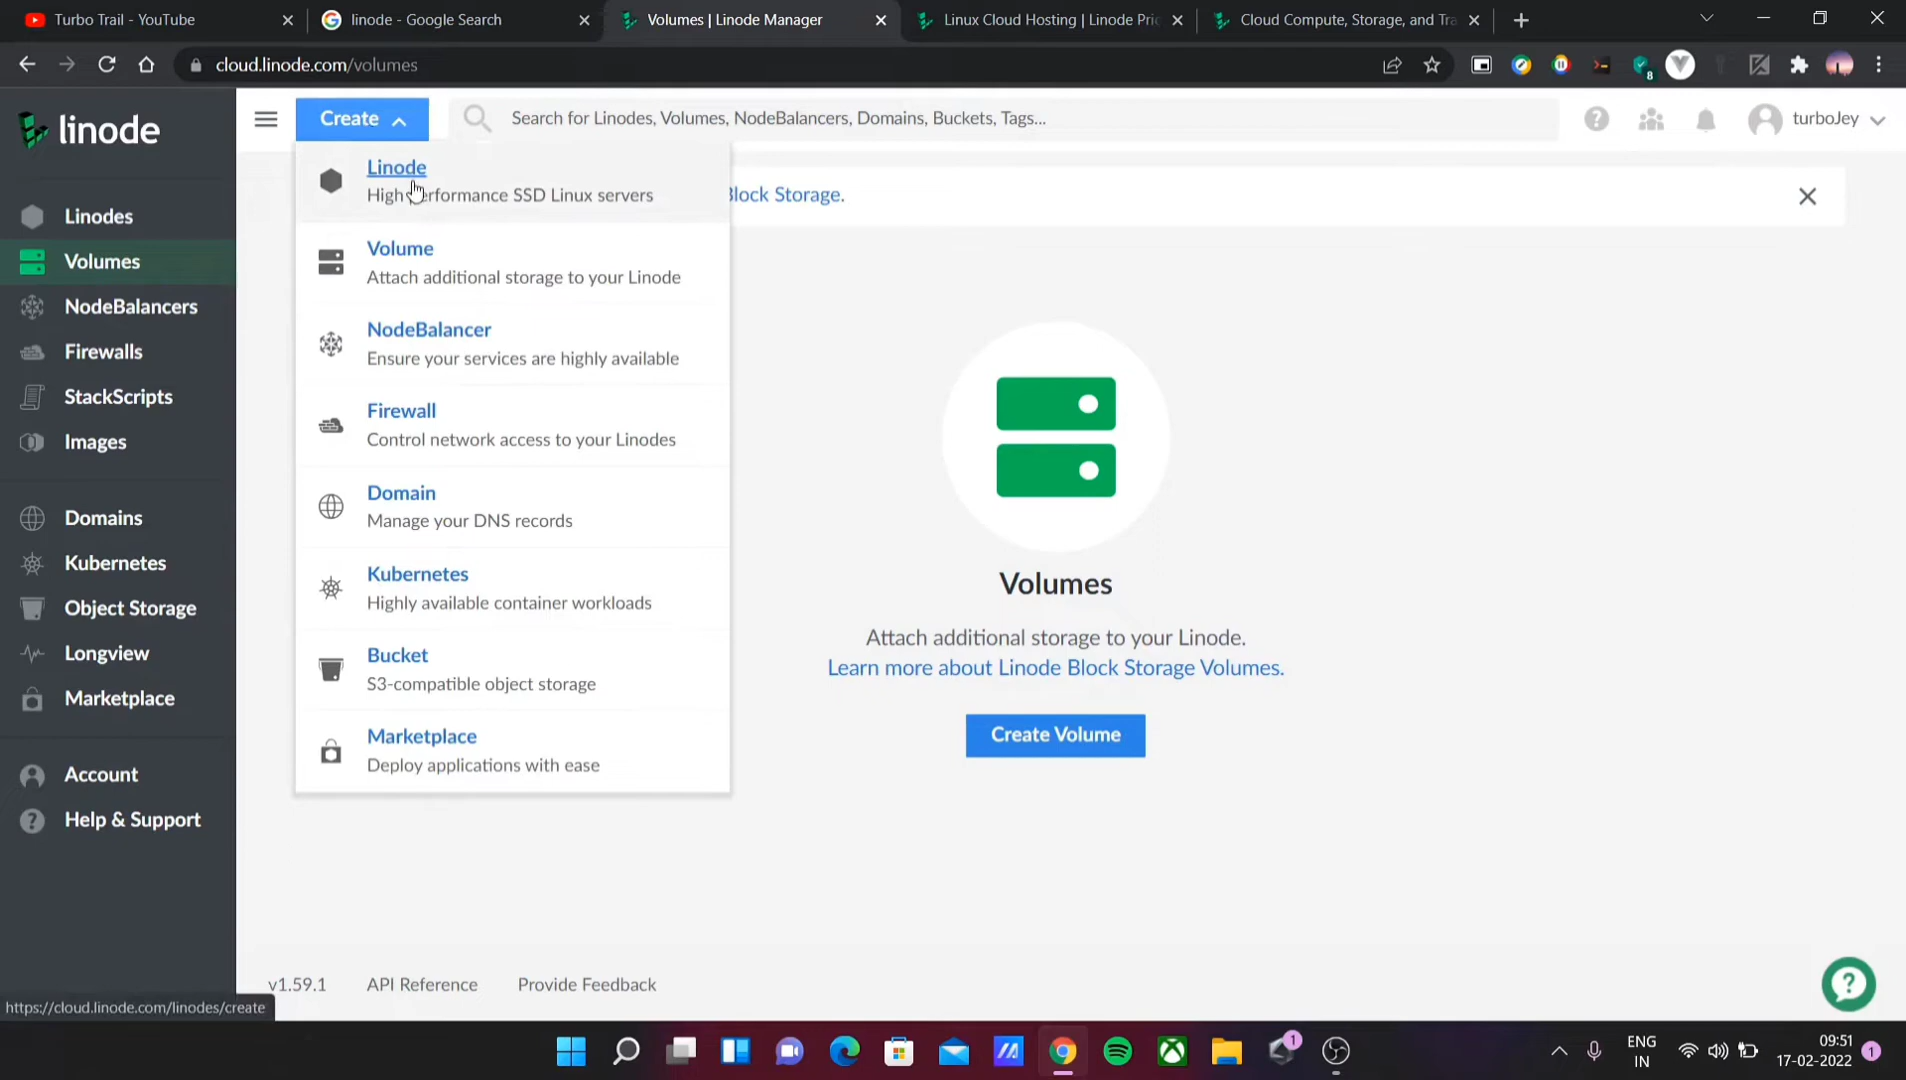 Turbo Trail - YouTube
linode - Google Search
Volumes | Linode Manager
Linux Cloud Hosting | Linode Pri
Cloud Compute, Storage, and Tra
cloud.linode.com/volumes
8
linode
Create
Search for Linodes, Volumes, NodeBalancers, Domains, Buckets, Tags...
turboJey
Linodes
Volumes
NodeBalancers
Firewalls
StackScripts
Images
Domains
Kubernetes
Object Storage
Longview
Marketplace
Account
Help & Support
Linode
High performance SSD Linux servers
Volume
Attach additional storage to your Linode
NodeBalancer
Ensure your services are highly available
Firewall
Control network access to your Linodes
Domain
Manage your DNS records
Kubernetes
Highly available container workloads
Bucket
S3-compatible object storage
Marketplace
Deploy applications with ease
Block Storage.
Volumes
Attach additional storage to your Linode.
Learn more about Linode Block Storage Volumes.
Create Volume
v1.59.1 API Reference Provide Feedback
https://cloud.linode.com/linodes/create
1
ENG
IN
09:51
17-02-2022
1